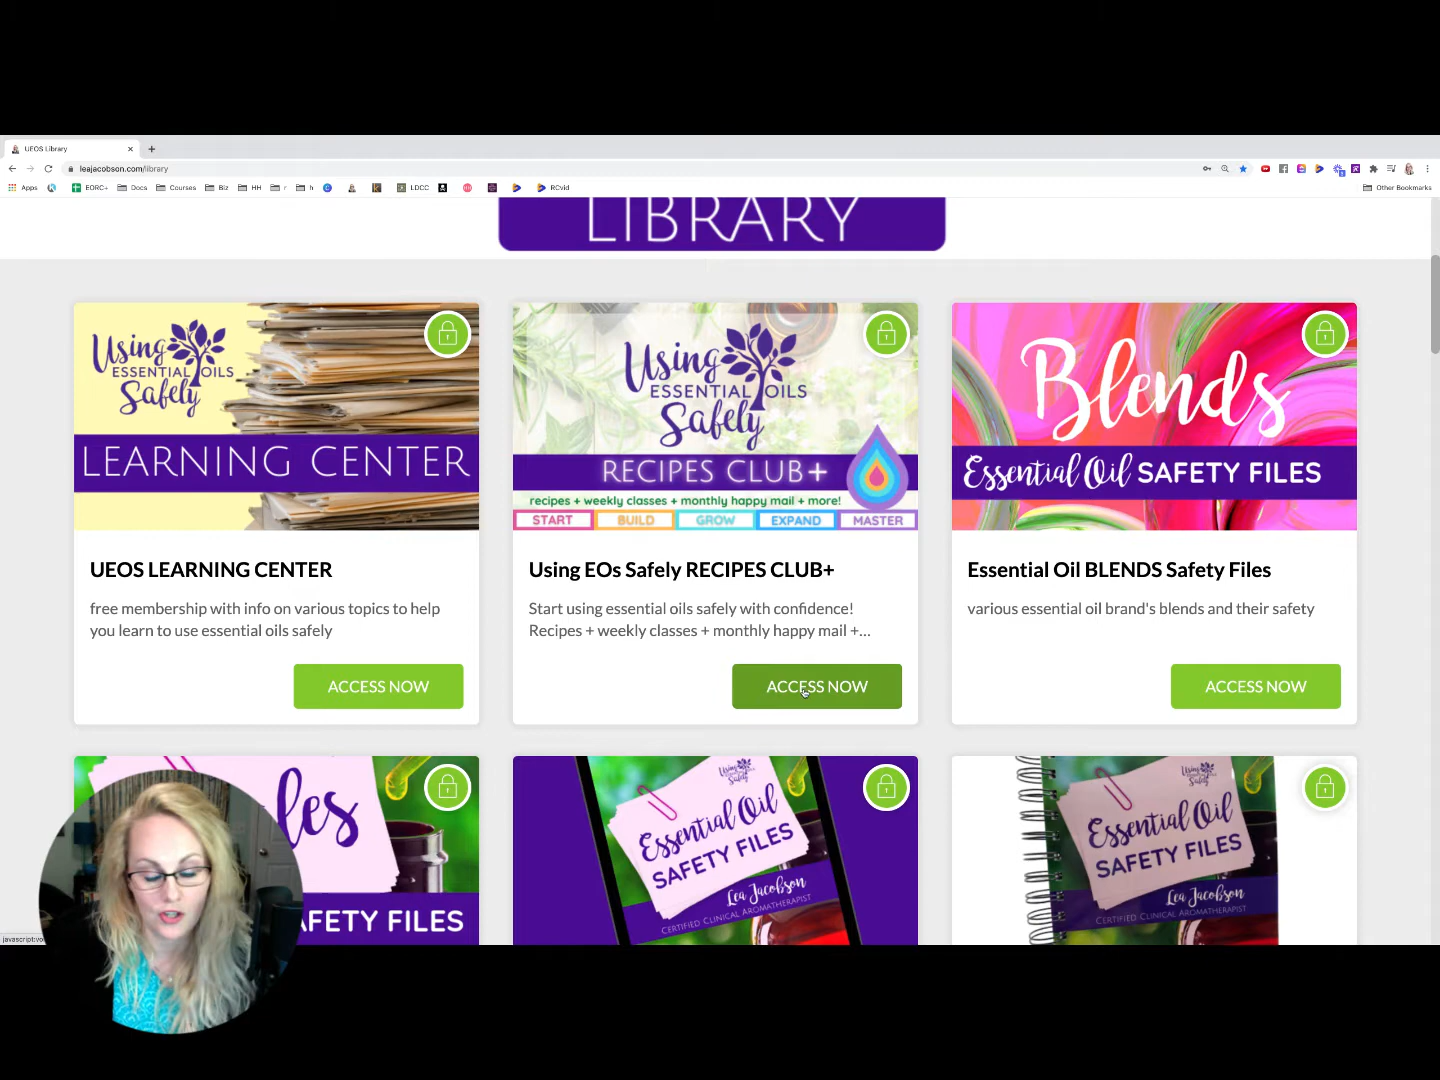 UEOS Library
leajacobson.com/library
Apps
EORC+
Docs
Courses
Biz
HH
r
h
LDCC
RCvid
Other Bookmarks
LIBRARY
Using
ESSENTIAL OILS
Safely
LEARNING CENTER
UEOS LEARNING CENTER
free membership with info on various topics to help
you learn to use essential oils safely
ACCESS NOW
Using
ESSENTIAL OILS
Safely
RECIPES CLUB+
recipes + weekly classes + monthly happy mail + more!
START BUILD GROW EXPAND MASTER
Using EOs Safely RECIPES CLUB+
Start using essential oils safely with confidence!
Recipes + weekly classes + monthly happy mail +...
ACCESS NOW
Blends
Essential Oil SAFETY FILES
Essential Oil BLENDS Safety Files
various essential oil brand's blends and their safety
ACCESS NOW
AFETY FILES
Using
Safely
Essential Oil
SAFETY FILES
Lea Jacobson
CERTIFIED CLINICAL AROMATHERAPIST
Using
Safely
Essential Oil
SAFETY FILES
Lea Jacobson
CERTIFIED CLINICAL AROMATHERAPIST